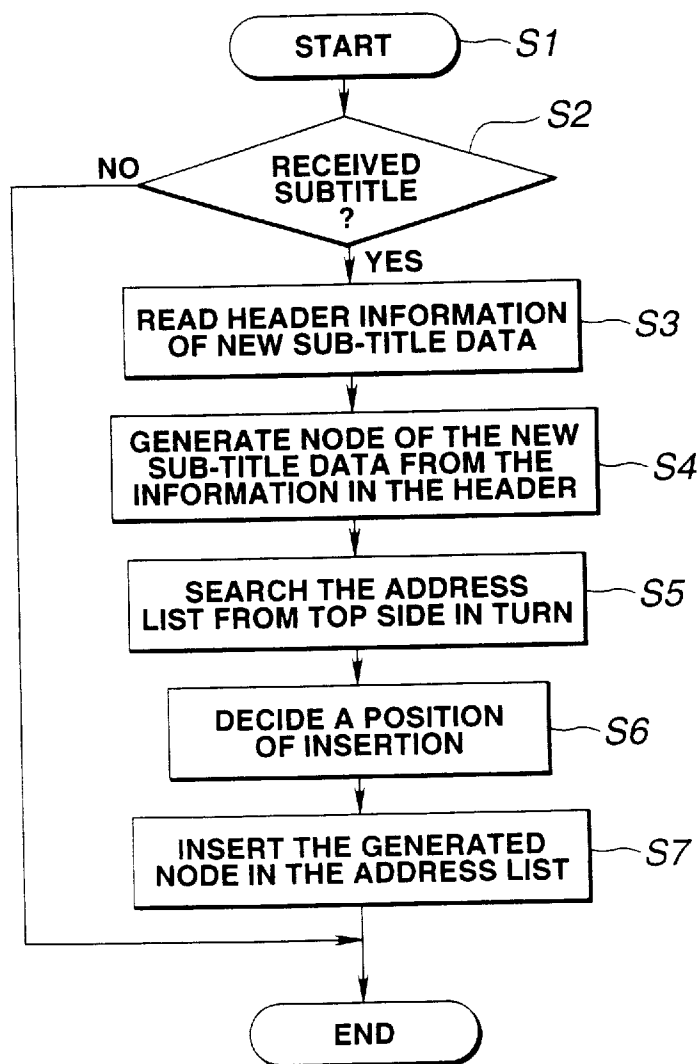 START
S1
S2
NO
RECEIVED
SUBTITLE
?
YES
READ HEADER INFORMATION
OF NEW SUB-TITLE DATA
S3
GENERATE NODE OF THE NEW
SUB-TITLE DATA FROM THE
INFORMATION IN THE HEADER
S4
SEARCH THE ADDRESS
LIST FROM TOP SIDE IN TURN
S5
DECIDE A POSITION
OF INSERTION
S6
INSERT THE GENERATED
NODE IN THE ADDRESS LIST
S7
END